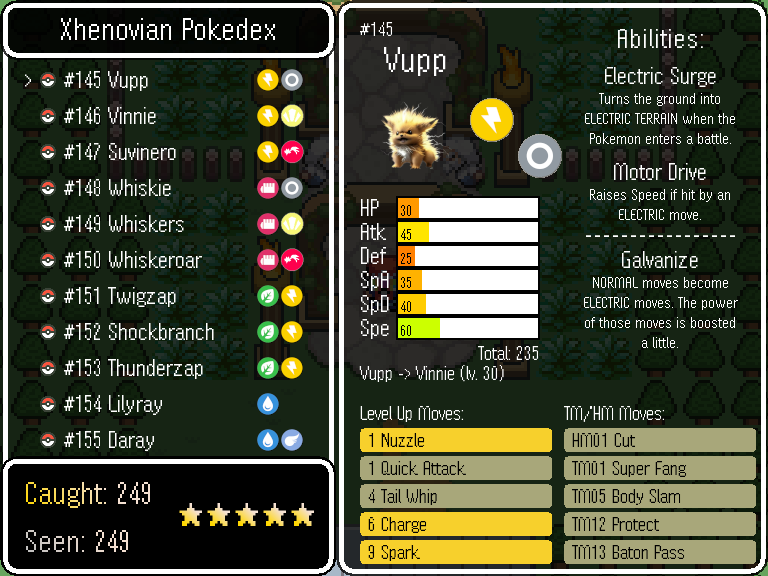 Xhenovian Pokedex
> #145 Vupp
#146 Vinnie
#147 Suvinero
#148 Whiskie
#149 Whiskers
#150 Whiskeroar
#151 Twigzap
#152 Shockbranch
#153 Thunderzap
#154 Lilyray
#155 Daray
Caught: 249
Seen: 249
#145
Vupp
HP 30
Atk 45
Def 25
SpA 35
SpD 40
Spe 60
Total: 235
Vupp -> Vinnie (lv. 30)
Abilities:
Electric Surge
Turns the ground into
ELECTRIC TERRAIN when the
Pokemon enters a battle.
Motor Drive
Raises Speed if hit by an
ELECTRIC move.
Galvanize
NORMAL moves become
ELECTRIC moves. The power
of those moves is boosted
a little.
Level Up Moves:
1 Nuzzle
1 Quick Attack
4 Tail Whip
6 Charge
9 Spark
TM/HM Moves:
HM01 Cut
TM01 Super Fang
TM05 Body Slam
TM12 Protect
TM13 Baton Pass